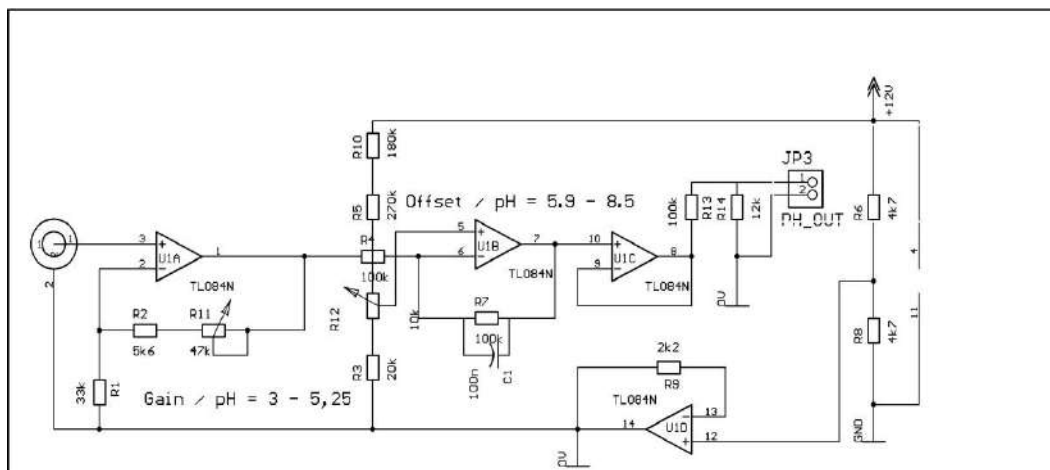 +12V
R10
180k
JP3
1
2
PH_OUT
R5
270k
Offset / pH = 5.9 - 8.5
100k
R13
R14
12k
R6
4k7
1
1
2
3
2
U1A
1
TL084N
R4
100k
5
6
U1B
7
TL084N
10
9
U1C
8
TL084N
0V
4
11
R2
5k6
R11
47k
R12
10k
R7
100k
100n
C1
R8
4k7
33k
R1
Gain / pH = 3 - 5,25
R3
20k
2k2
R9
TL084N
14
U1D
13
12
0V
GND